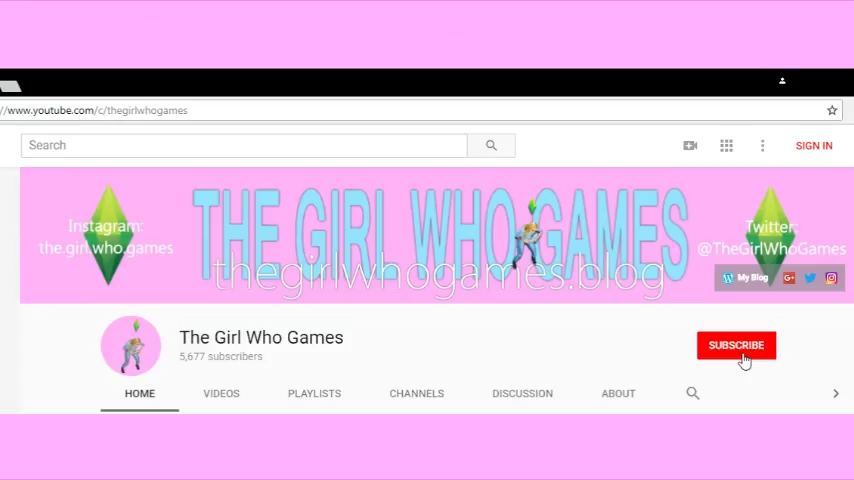 //www.youtube.com/c/thegirlwhogames
Search
SIGN IN
Instagram:
the.girl.who.games
THE GIRL WHO GAMES
thegirlwhogames.blog
Twitter:
@TheGirlWhoGames
My Blog
The Girl Who Games
5,677 subscribers
SUBSCRIBE
HOME VIDEOS PLAYLISTS CHANNELS DISCUSSION ABOUT